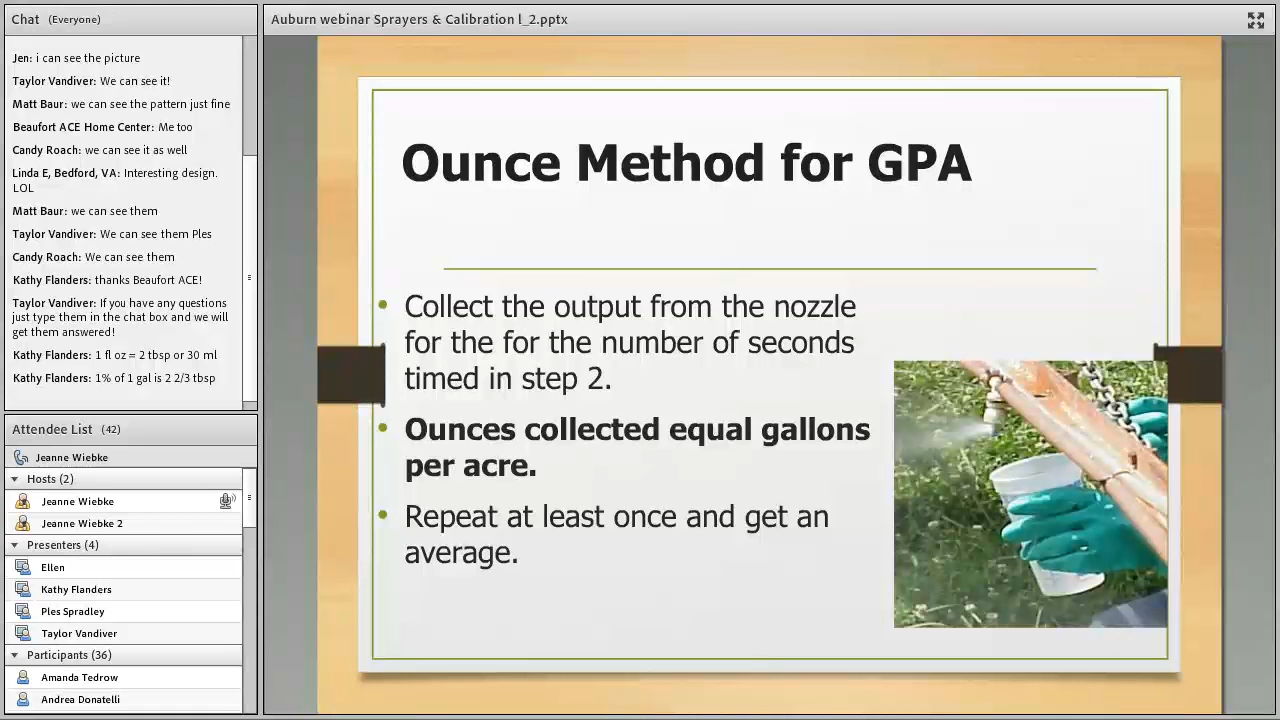 Chat (Everyone)
Jen: i can see the picture
Taylor Vandiver: We can see it!
Matt Baur: we can see the pattern just fine
Beaufort ACE Home Center: Me too
Candy Roach: we can see it as well
Linda E, Bedford, VA: Interesting design.
LOL
Matt Baur: we can see them
Taylor Vandiver: We can see them Ples
Candy Roach: We can see them
Kathy Flanders: thanks Beaufort ACE!
Taylor Vandiver: If you have any questions
just type them in the chat box and we will
get them answered!
Kathy Flanders: 1 fl oz = 2 tbsp or 30 ml
Kathy Flanders: 1% of 1 gal is 2 2/3 tbsp
Attendee List (42)
Jeanne Wiebke
Hosts (2)
Jeanne Wiebke
Jeanne Wiebke 2
Presenters (4)
Ellen
Kathy Flanders
Ples Spradley
Taylor Vandiver
Participants (36)
Amanda Tedrow
Andrea Donatelli
Auburn webinar Sprayers & Calibration l_2.pptx
Ounce Method for GPA
• Collect the output from the nozzle
for the for the number of seconds
timed in step 2.
• Ounces collected equal gallons
per acre.
• Repeat at least once and get an
average.